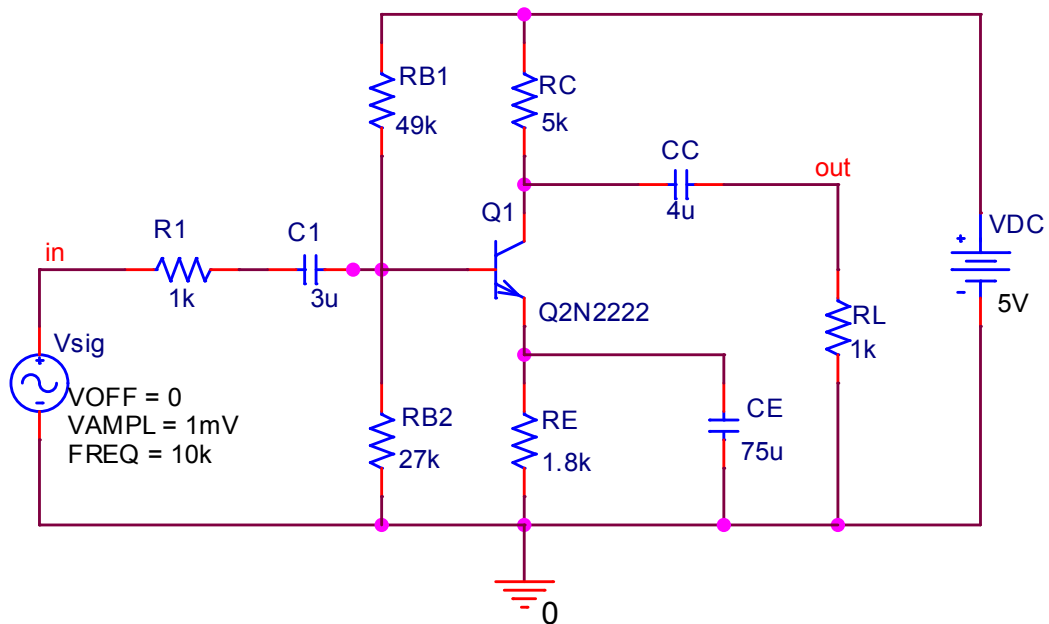 RB1
49k
RC
5k
CC
4u
out
Q1
Q2N2222
VDC
5V
in
R1
1k
C1
3u
RL
1k
Vsig
VOFF = 0
VAMPL = 1mV
FREQ = 10k
RB2
27k
RE
1.8k
CE
75u
0